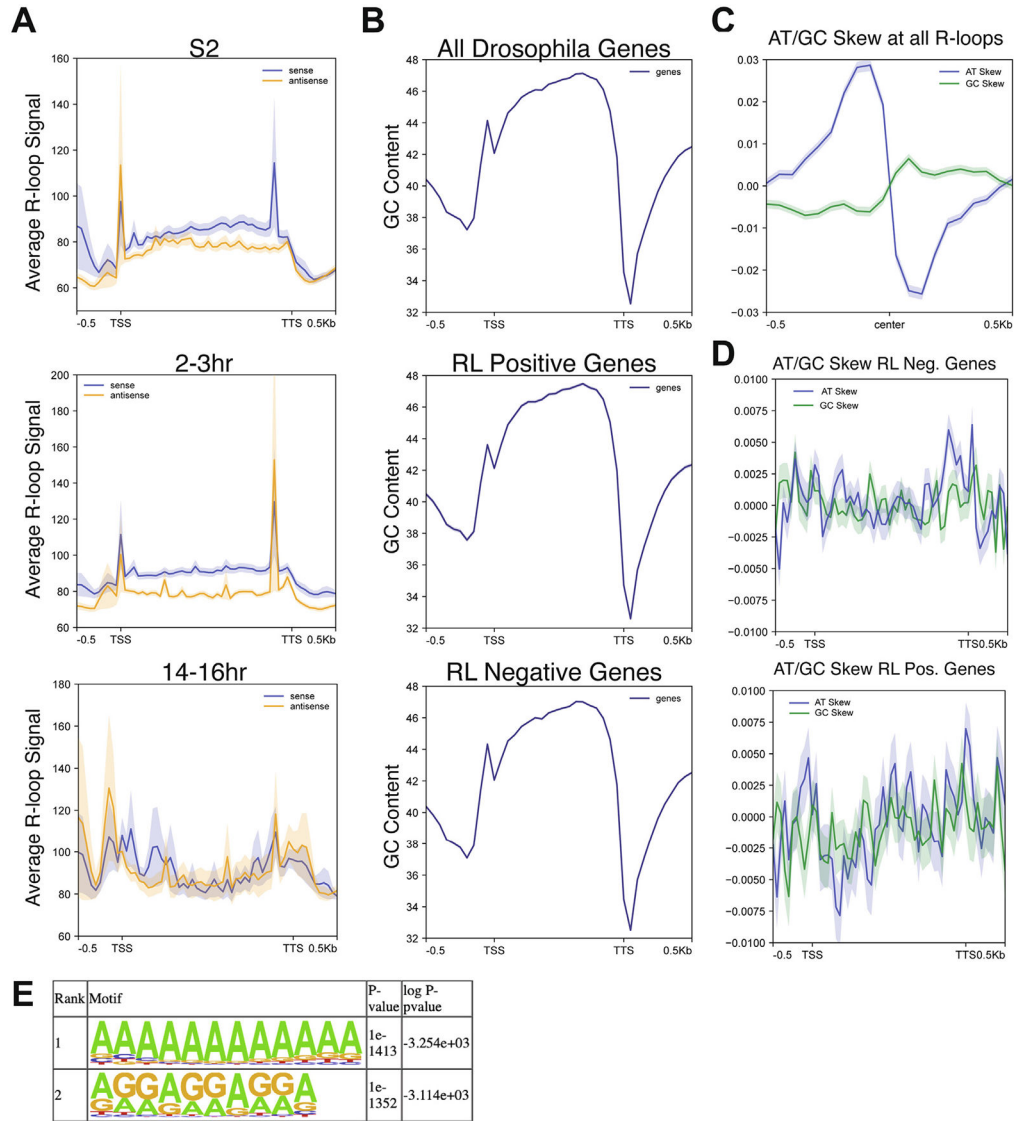 A
B
C
S2
160
140
120
100
80
60
Average R-loop Signal
sense
antisense
-0.5
TSS
TTS
0.5Kb
All Drosophila Genes
48
46
44
42
40
38
36
34
32
GC Content
genes
-0.5
TSS
TTS
0.5Kb
AT/GC Skew at all R-loops
0.03
0.02
0.01
0.00
−0.01
−0.02
−0.03
AT Skew
GC Skew
-0.5
center
0.5Kb
2-3hr
200
180
160
140
120
100
80
60
Average R-loop Signal
sense
antisense
-0.5
TSS
TTS
0.5Kb
RL Positive Genes
48
46
44
42
40
38
36
34
32
GC Content
genes
-0.5
TSS
TTS
0.5Kb
D
AT/GC Skew RL Neg. Genes
0.0100
0.0075
0.0050
0.0025
0.0000
−0.0025
−0.0050
−0.0075
−0.0100
AT Skew
GC Skew
-0.5
TSS
TTS0.5Kb
14-16hr
180
160
140
120
100
80
60
Average R-loop Signal
sense
antisense
-0.5
TSS
TTS
0.5Kb
RL Negative Genes
48
46
44
42
40
38
36
34
32
GC Content
genes
-0.5
TSS
TTS
0.5Kb
AT/GC Skew RL Pos. Genes
0.0100
0.0075
0.0050
0.0025
0.0000
−0.0025
−0.0050
−0.0075
−0.0100
AT Skew
GC Skew
-0.5
TSS
TTS0.5Kb
E
Rank Motif P-value log P-pvalue
1 AAAAAAAAAAAA 1e-1413 -3.254e+03
2 AGGAGGAGGA 1e-1352 -3.114e+03